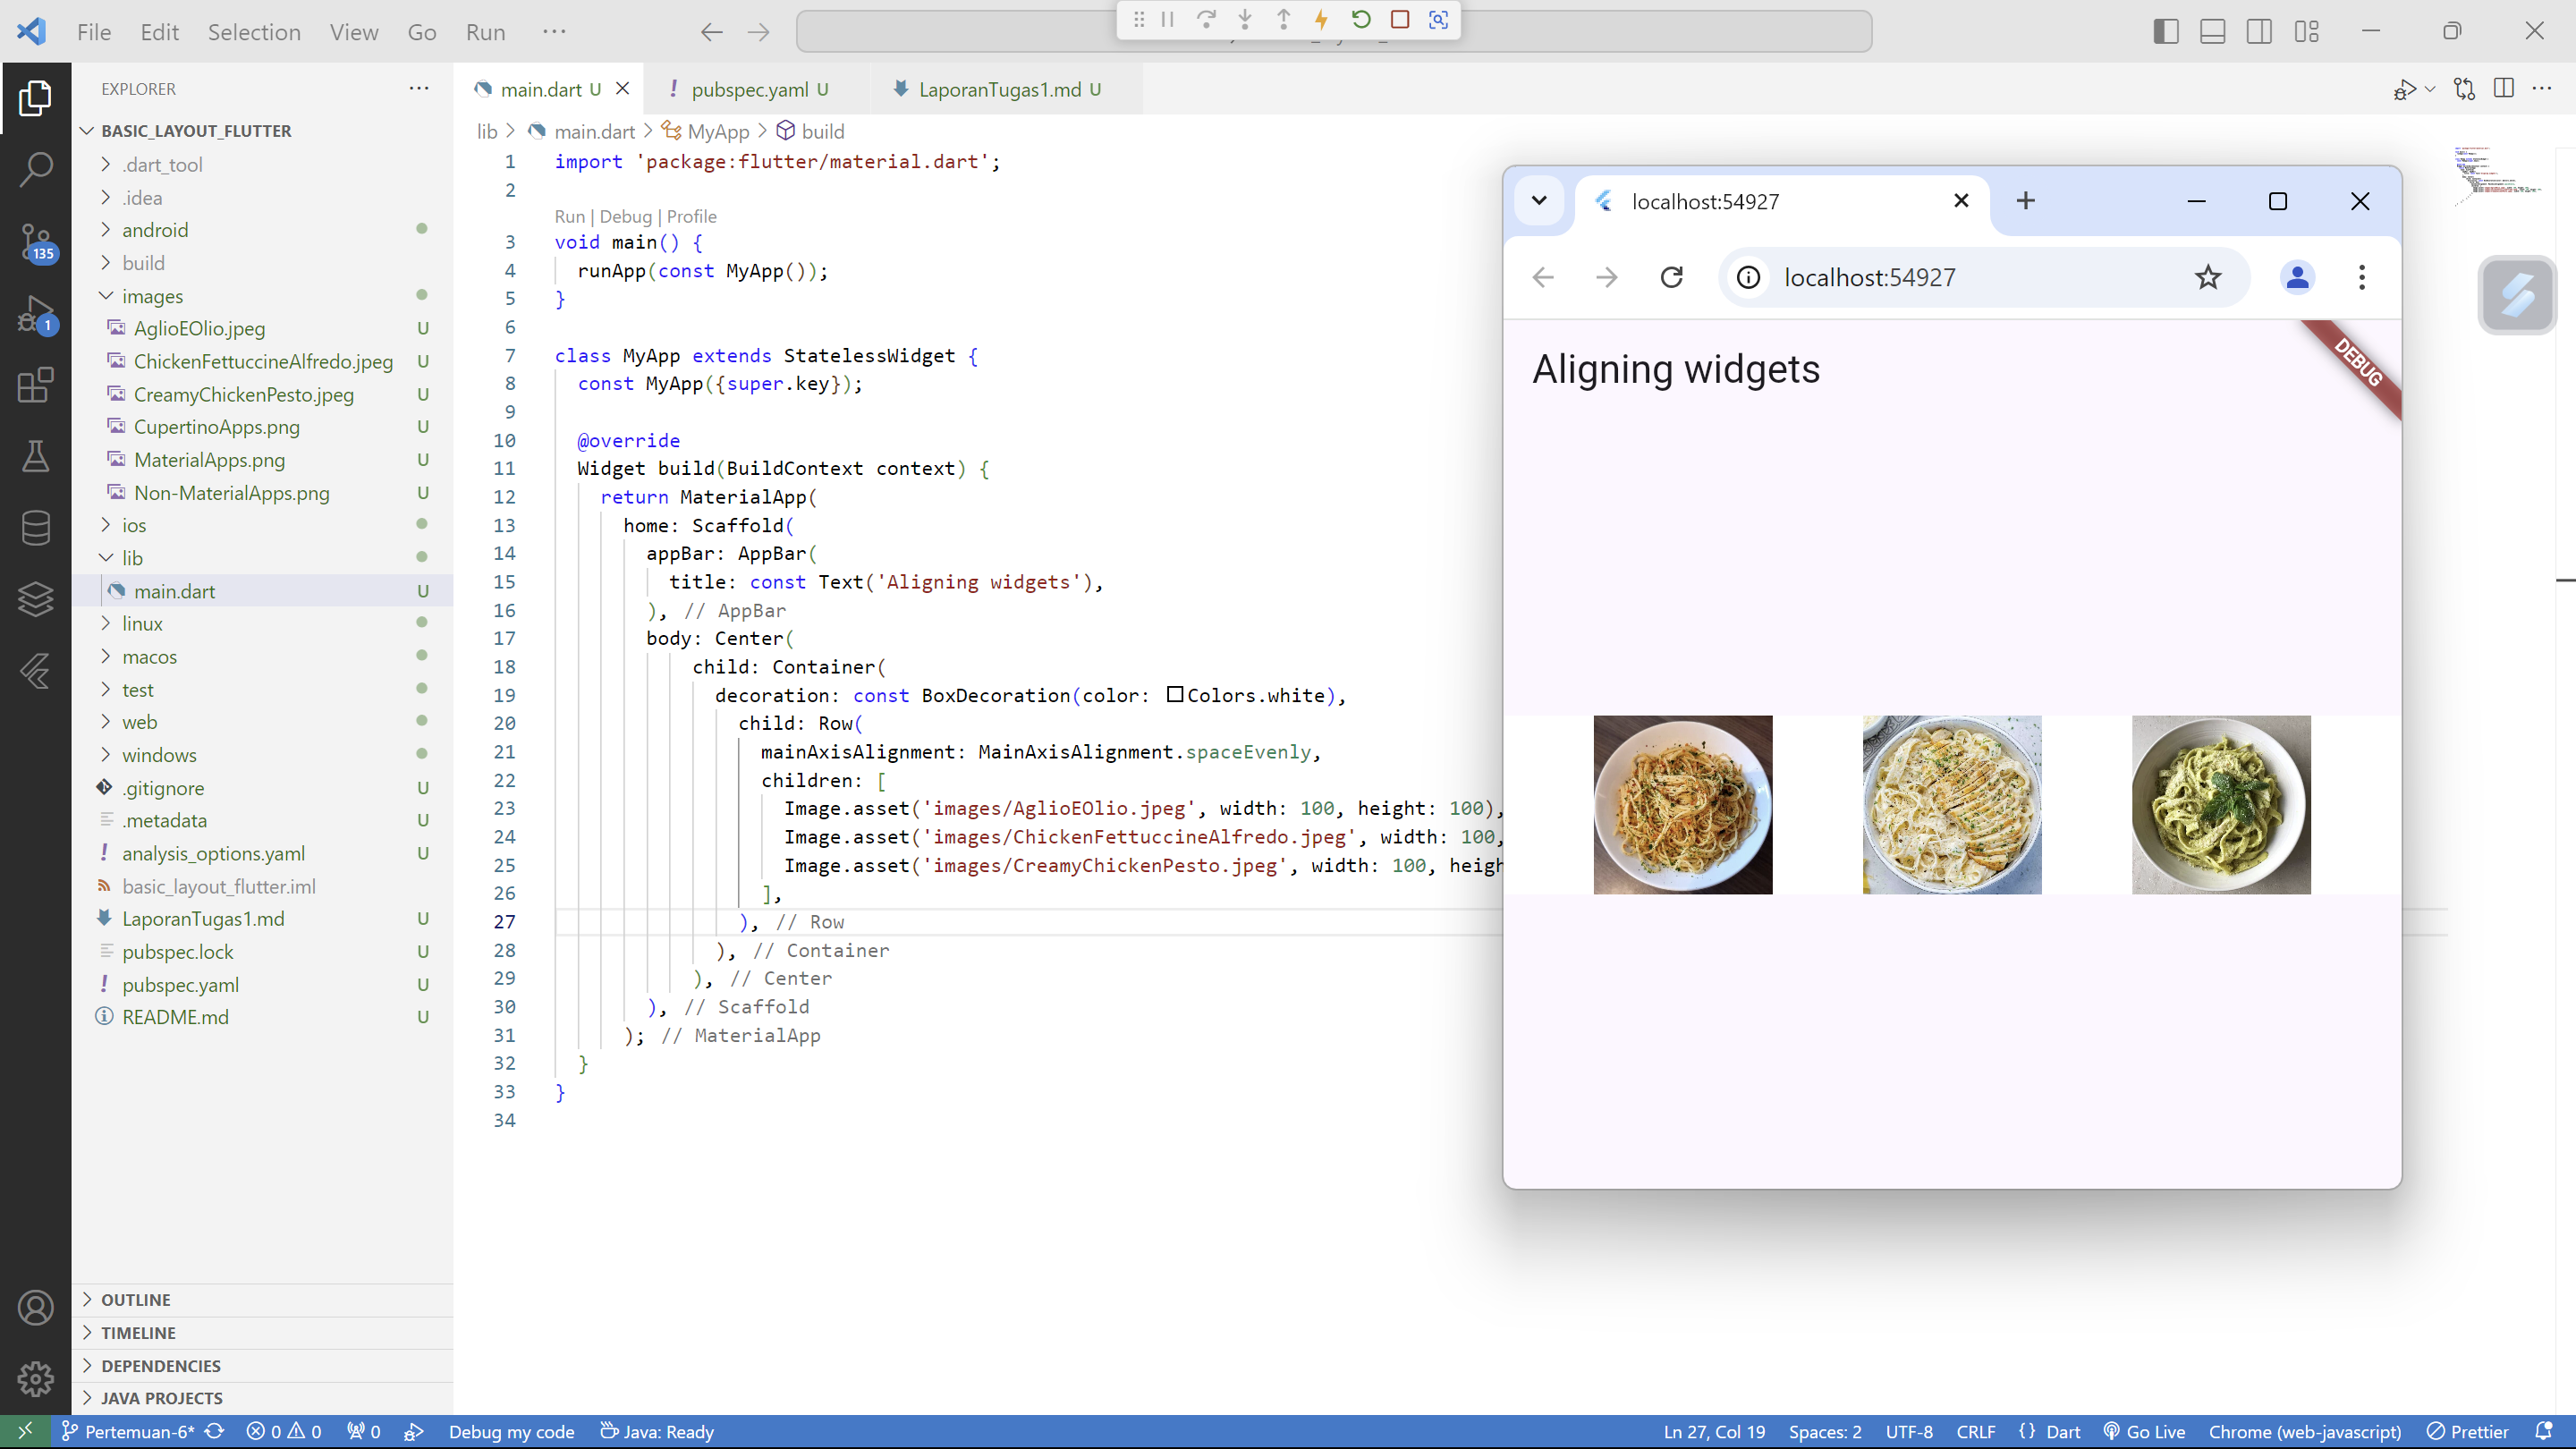 File Edit Selection View Go Run ···
EXPLORER
BASIC_LAYOUT_FLUTTER
.dart_tool
.idea
android
build
images
AglioEOlio.jpeg U
ChickenFettuccineAlfredo.jpeg U
CreamyChickenPesto.jpeg U
CupertinoApps.png U
MaterialApps.png U
Non-MaterialApps.png U
ios
lib
main.dart U
linux
macos
test
web
windows
.gitignore U
.metadata U
analysis_options.yaml U
basic_layout_flutter.iml
LaporanTugas1.md U
pubspec.lock U
pubspec.yaml U
README.md U
OUTLINE
TIMELINE
DEPENDENCIES
JAVA PROJECTS
135
1
main.dart U
pubspec.yaml U
LaporanTugas1.md U
lib > main.dart > MyApp > build
1 import 'package:flutter/material.dart';
2
Run | Debug | Profile
3 void main() {
4 runApp(const MyApp());
5 }
6
7 class MyApp extends StatelessWidget {
8 const MyApp({super.key});
9
10 @override
11 Widget build(BuildContext context) {
12 return MaterialApp(
13 home: Scaffold(
14 appBar: AppBar(
15 title: const Text('Aligning widgets'),
16 ), // AppBar
17 body: Center(
18 child: Container(
19 decoration: const BoxDecoration(color: Colors.white),
20 child: Row(
21 mainAxisAlignment: MainAxisAlignment.spaceEvenly,
22 children: [
23 Image.asset('images/AglioEOlio.jpeg', width: 100, height: 100),
24 Image.asset('images/ChickenFettuccineAlfredo.jpeg', width: 100,
25 Image.asset('images/CreamyChickenPesto.jpeg', width: 100, heigh
26 ],
27 ), // Row
28 ), // Container
29 ), // Center
30 ), // Scaffold
31 ); // MaterialApp
32 }
33 }
34
localhost:54927
localhost:54927
Aligning widgets
DEBUG
Pertemuan-6* 0 0 0 Debug my code Java: Ready
Ln 27, Col 19 Spaces: 2 UTF-8 CRLF {} Dart Go Live Chrome (web-javascript) Prettier